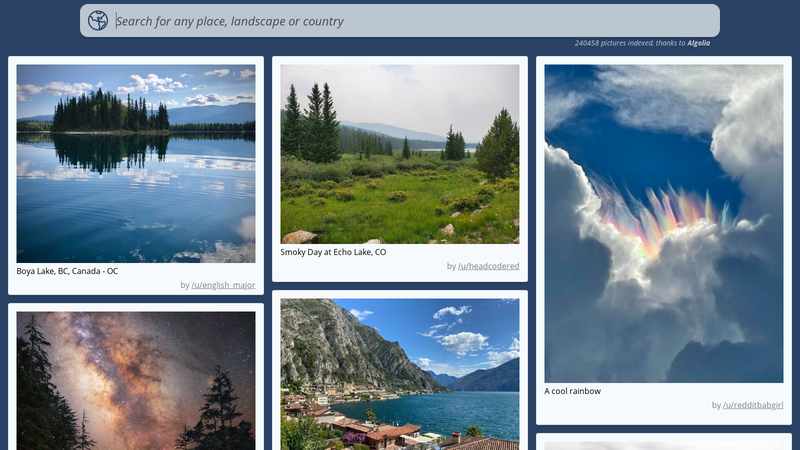 Search for any place, landscape or country
240458 pictures indexed, thanks to Algolia
Boya Lake, BC, Canada - OC
by /u/english_major
Smoky Day at Echo Lake, CO
by /u/headcodered
A cool rainbow
by /u/redditbabgirl